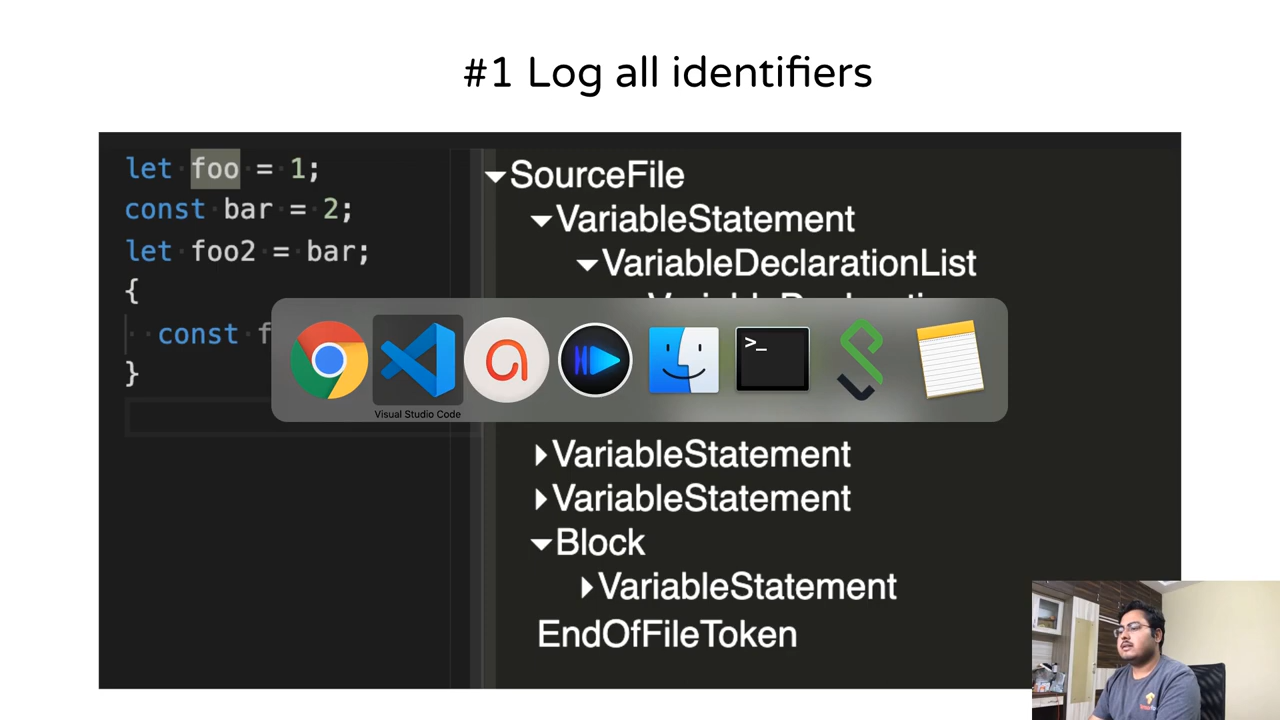 #1 Log all identifiers
let foo = 1;
const bar = 2;
let foo2 = bar;
{
const f
}
SourceFile
VariableStatement
VariableDeclarationList
>_
Visual Studio Code
VariableStatement
VariableStatement
Block
VariableStatement
EndOfFileToken